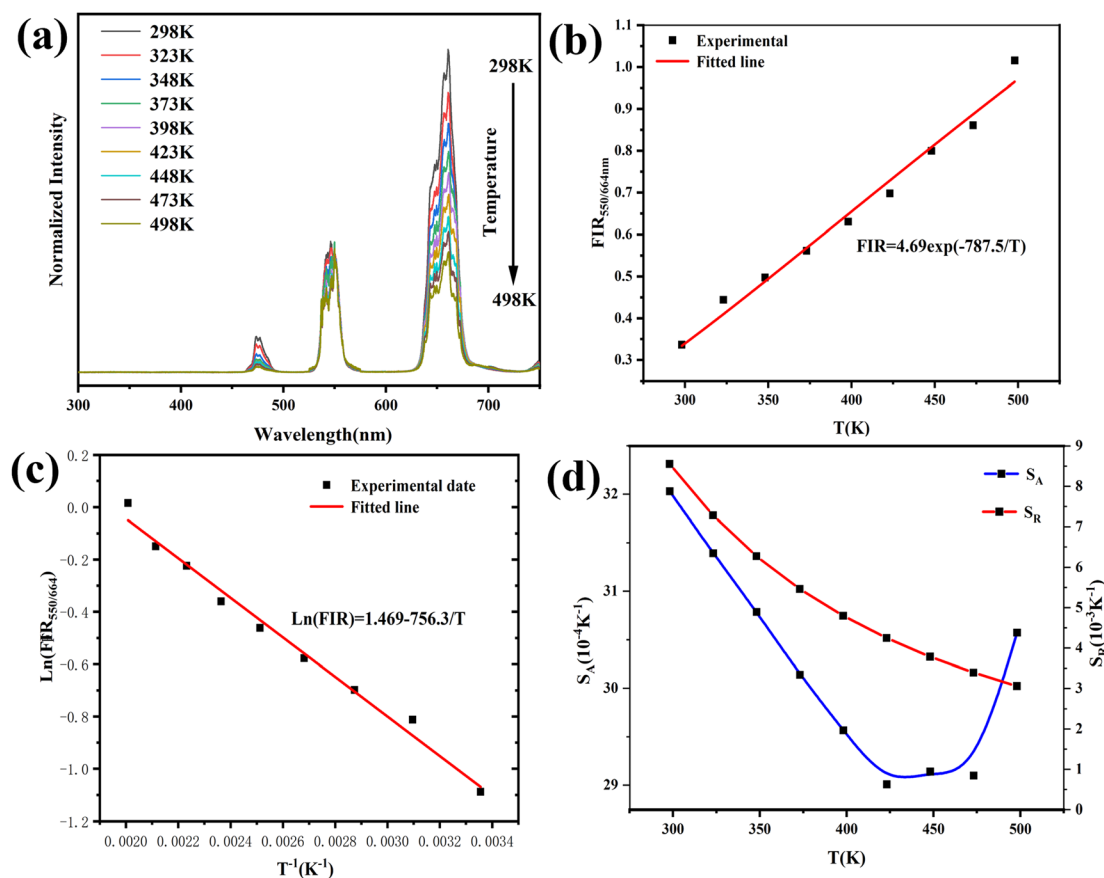 (a)
298K
323K
348K
373K
398K
423K
448K
473K
498K
298K
Temperature
498K
Normalized Intensity
300 400 500 600 700
Wavelength(nm)
(b)
Experimental
Fitted line
FIR=4.69exp(-787.5/T)
FIR550/664nm
1.1
1.0
0.9
0.8
0.7
0.6
0.5
0.4
0.3
300 350 400 450 500
T(K)
(c)
Experimental date
Fitted line
Ln(FIR)=1.469-756.3/T
Ln(FIR550/664)
0.2
0.0
-0.2
-0.4
-0.6
-0.8
-1.0
-1.2
0.0020 0.0022 0.0024 0.0026 0.0028 0.0030 0.0032 0.0034
T-1(K-1)
(d)
SA
SR
SA(10-4K-1)
32
31
30
29
SR(10-3K-1)
9
8
7
6
5
4
3
2
1
0
300 350 400 450 500
T(K)